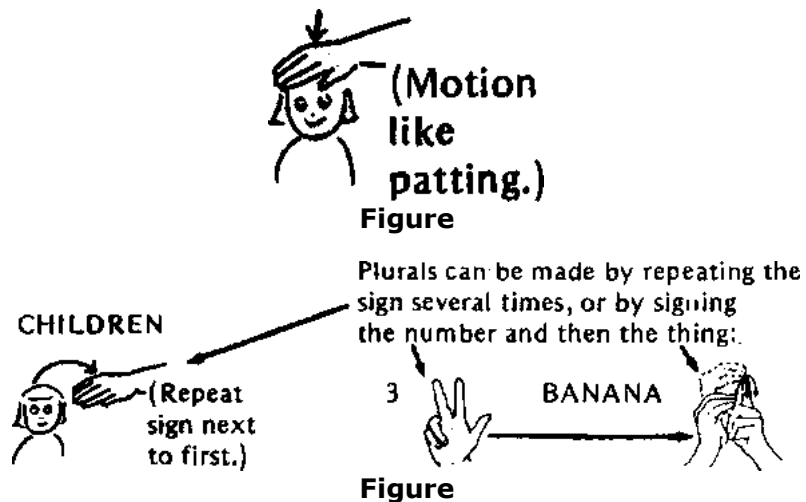 (Motion
like
patting.)
Figure
Plurals can be made by repeating the
sign several times, or by signing
the number and then the thing:
CHILDREN
(Repeat
sign next
to first.)
3
BANANA
Figure